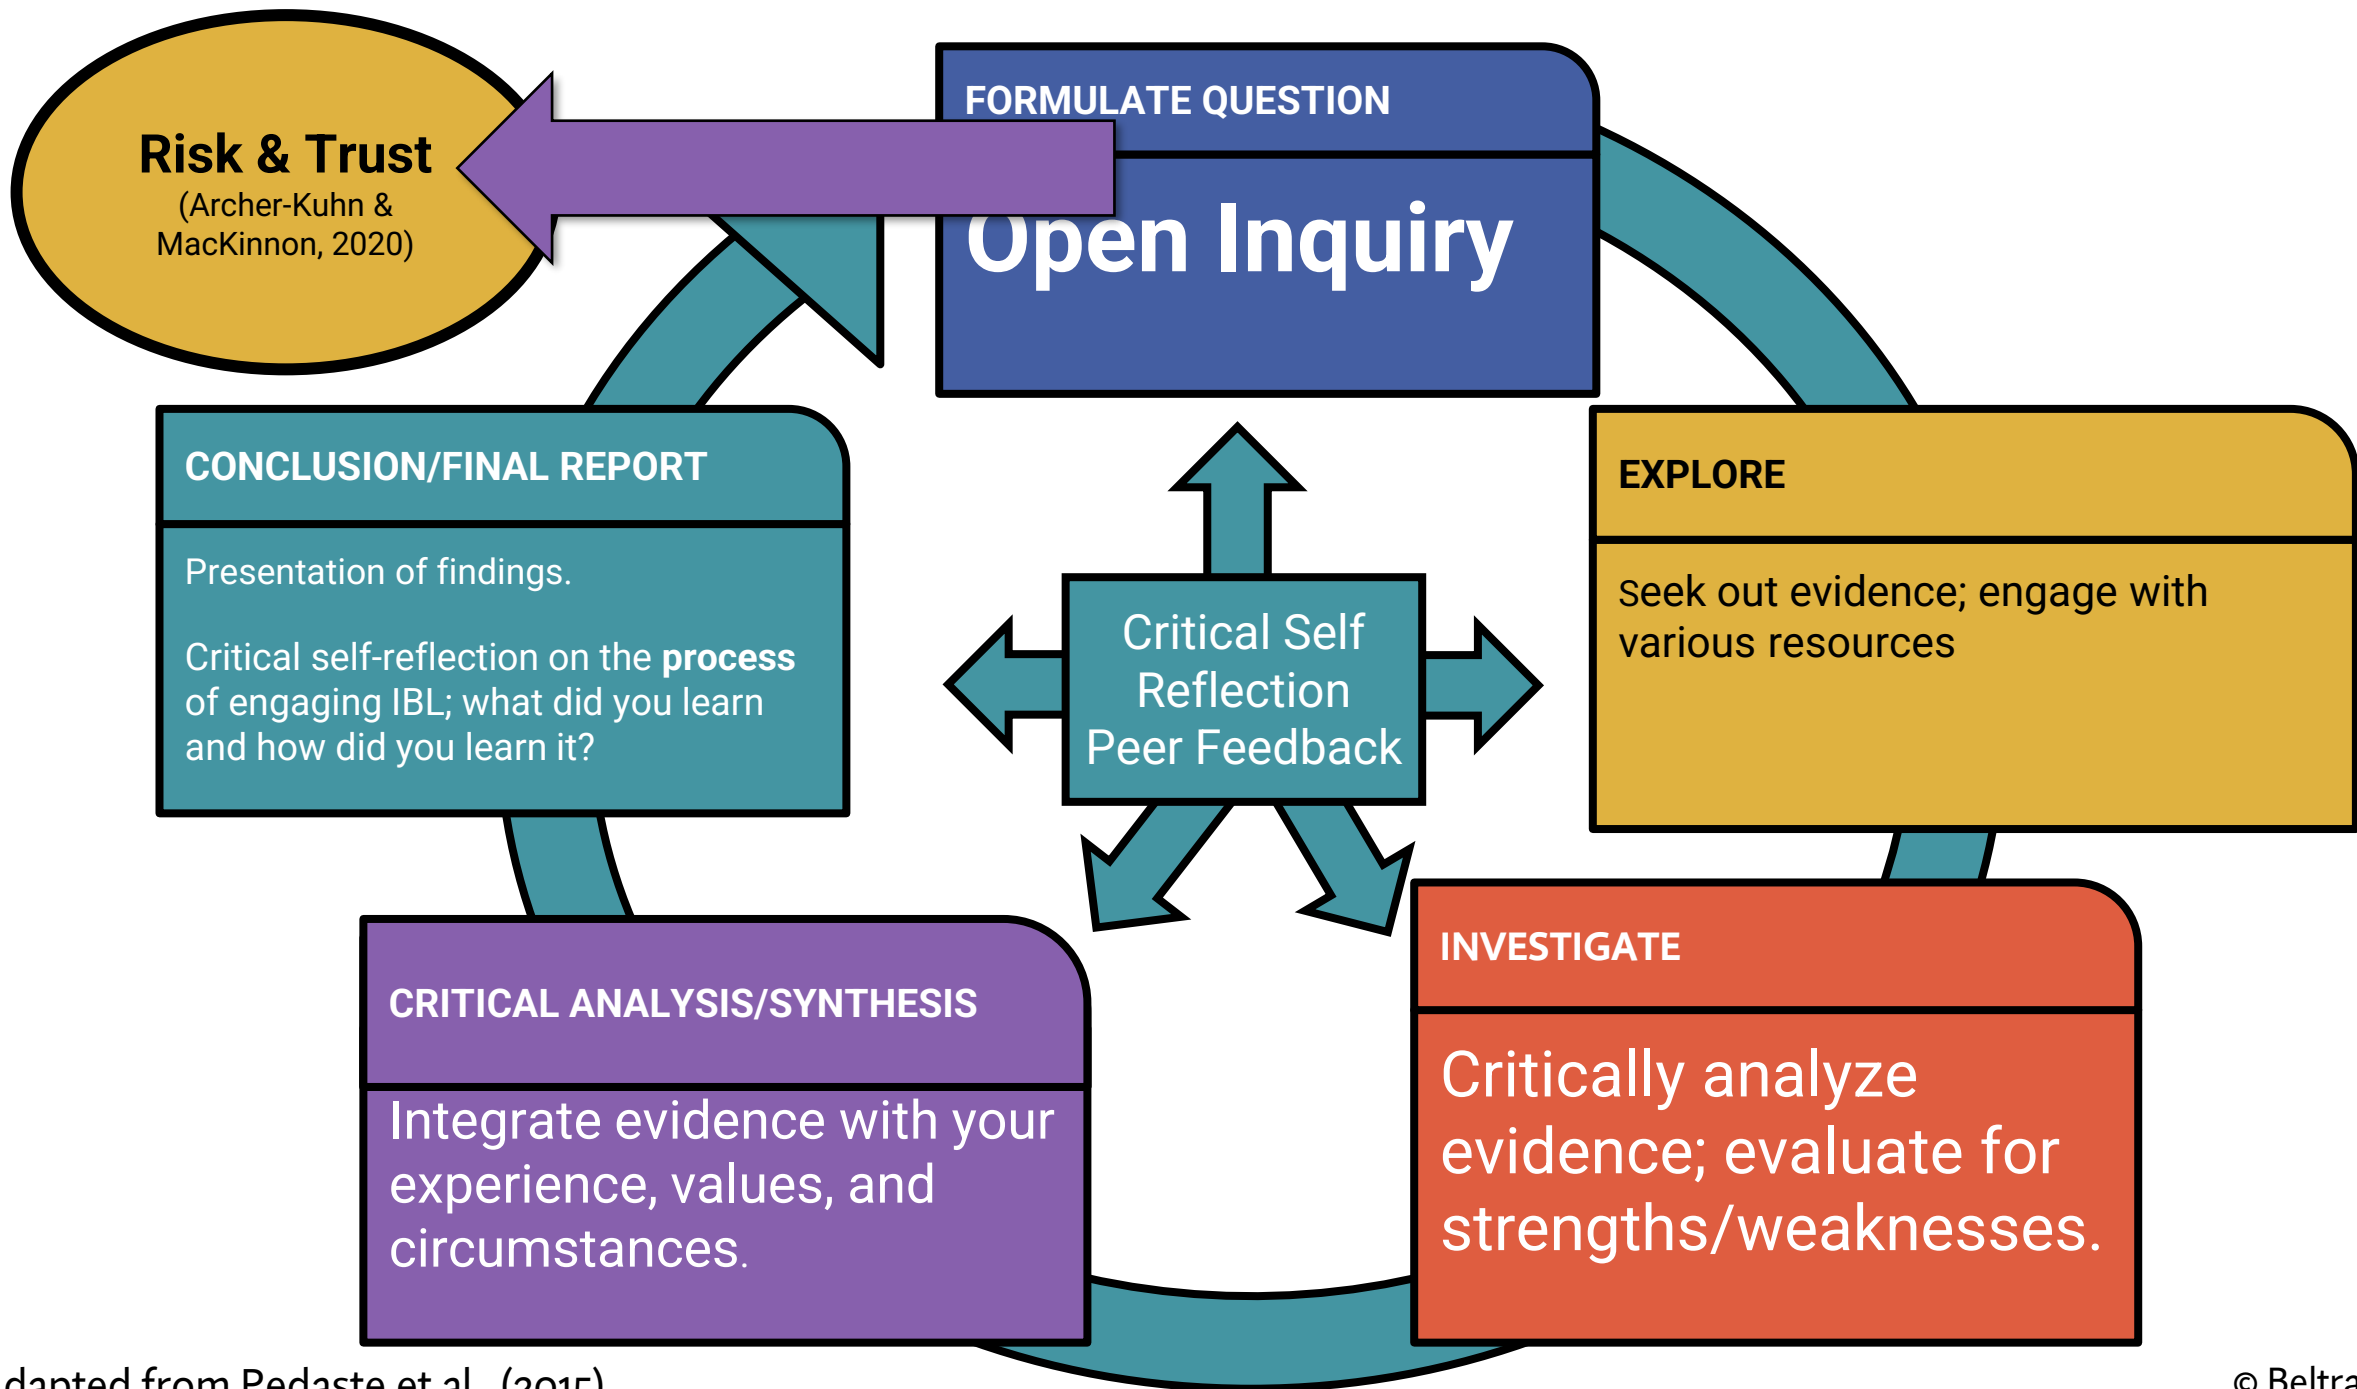 Risk & Trust
(Archer-Kuhn &
MacKinnon, 2020)
FORMULATE QUESTION
Open Inquiry
EXPLORE
Seek out evidence; engage with
various resources
INVESTIGATE
Critically analyze
evidence; evaluate for
strengths/weaknesses.
CRITICAL ANALYSIS/SYNTHESIS
Integrate evidence with your
experience, values, and
circumstances.
CONCLUSION/FINAL REPORT
Presentation of findings.
Critical self-reflection on the process
of engaging IBL; what did you learn
and how did you learn it?
Critical Self
Reflection
Peer Feedback
dapted from Pedaste et al., (2015)
© Beltra